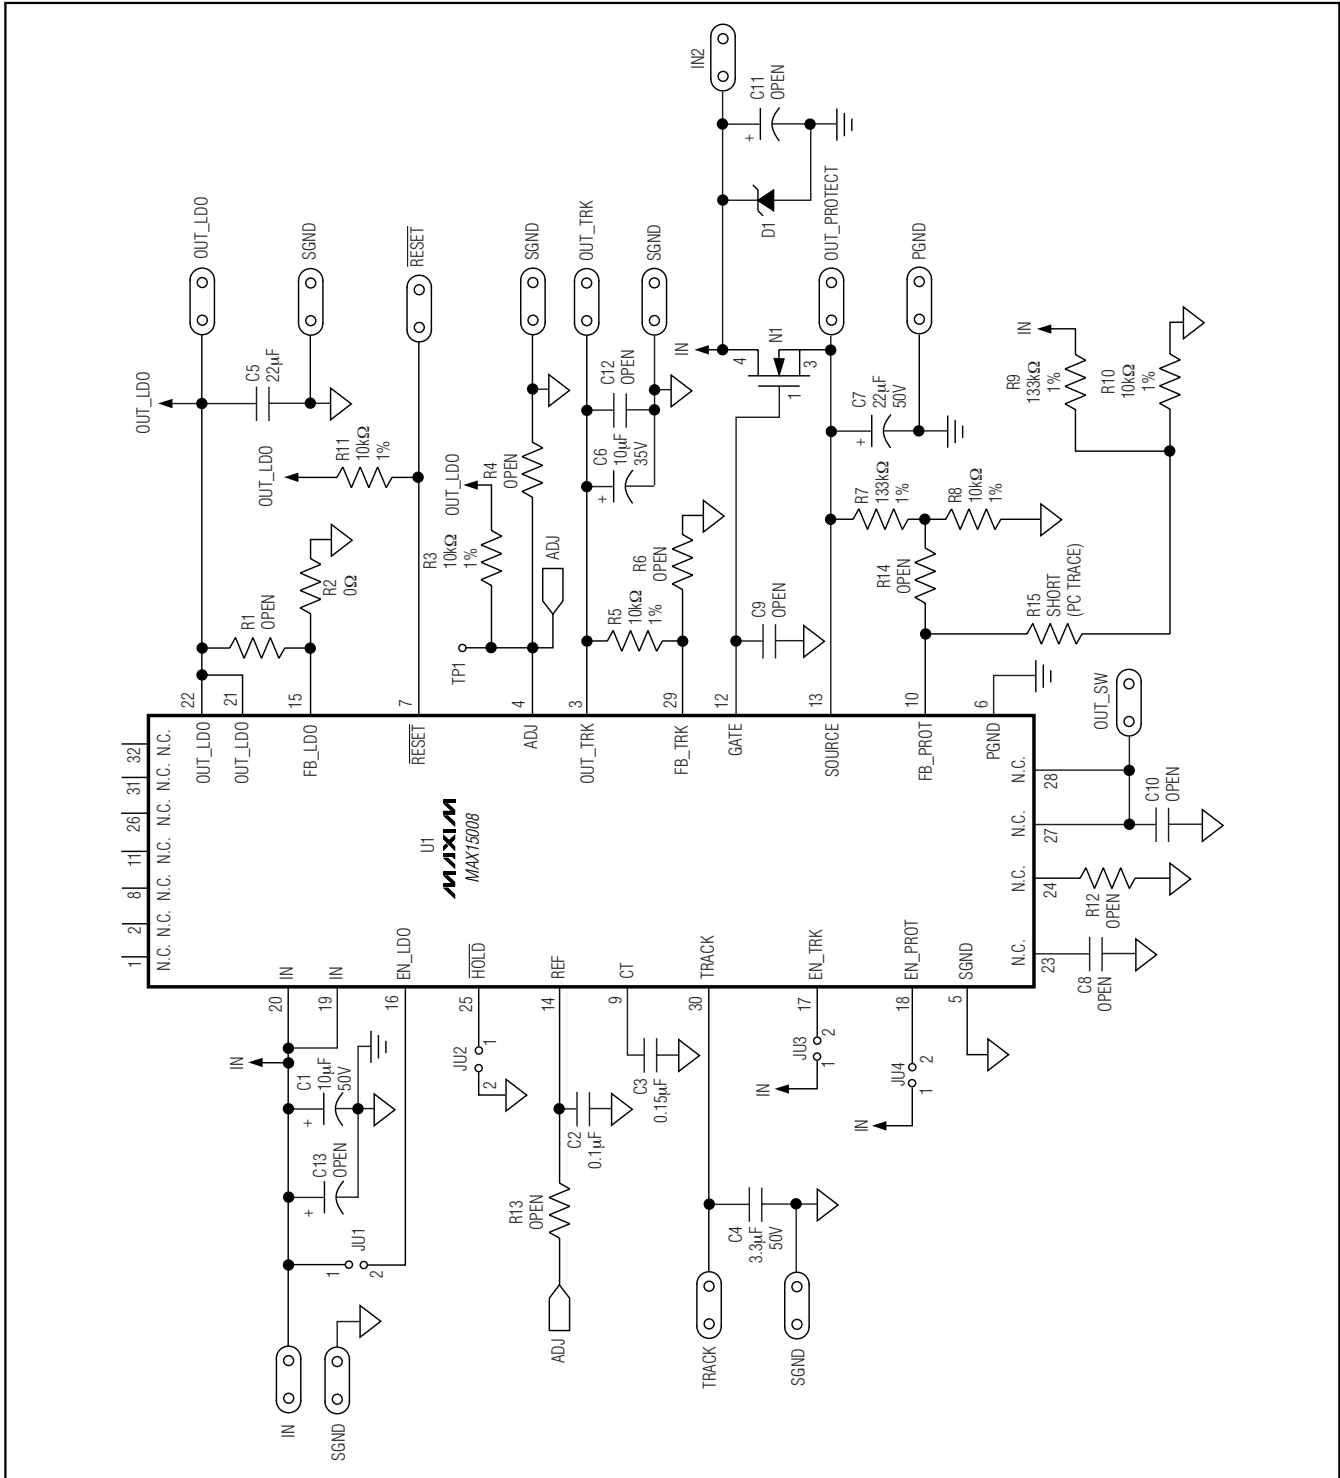 IN2
C11
OPEN
+
D1
OUT_LDO
OUT_LDO
SGND
C5
22µF
RESET
OUT_LDO
R11
10kΩ
1%
R1
OPEN
R2
0Ω
SGND
R4
OPEN
OUT_LDO
R3
10kΩ
1%
TP1
ADJ
OUT_TRK
SGND
C12
OPEN
+
C6
10µF
35V
R5
10kΩ
1%
R6
OPEN
IN
4
N1
3
1
C9
OPEN
OUT_PROTECT
PGND
+
C7
22µF
50V
R7
133kΩ
1%
R8
10kΩ
1%
R14
OPEN
R15
SHORT
(PC TRACE)
IN
R9
133kΩ
1%
R10
10kΩ
1%
22
21
15
7
4
3
29
12
13
10
6
OUT_LDO
OUT_LDO
FB_LDO
RESET
ADJ
OUT_TRK
FB_TRK
GATE
SOURCE
FB_PROT
PGND
1
2
8
11
26
31
32
N.C.
N.C.
N.C.
N.C.
N.C.
N.C.
N.C.
U1
MAXIM
MAX15008
N.C.
N.C.
N.C.
N.C.
23
24
27
28
C8
OPEN
R12
OPEN
C10
OPEN
OUT_SW
IN
IN
EN_LDO
HOLD
REF
CT
TRACK
EN_TRK
EN_PROT
SGND
20
19
16
25
14
9
30
17
18
5
IN
+
C1
10µF
50V
+
C13
OPEN
JU1
1
2
IN
SGND
JU2
1
2
C2
0.1µF
R13
OPEN
ADJ
C3
0.15µF
C4
3.3µF
50V
TRACK
SGND
JU3
1
2
IN
JU4
1
2
IN